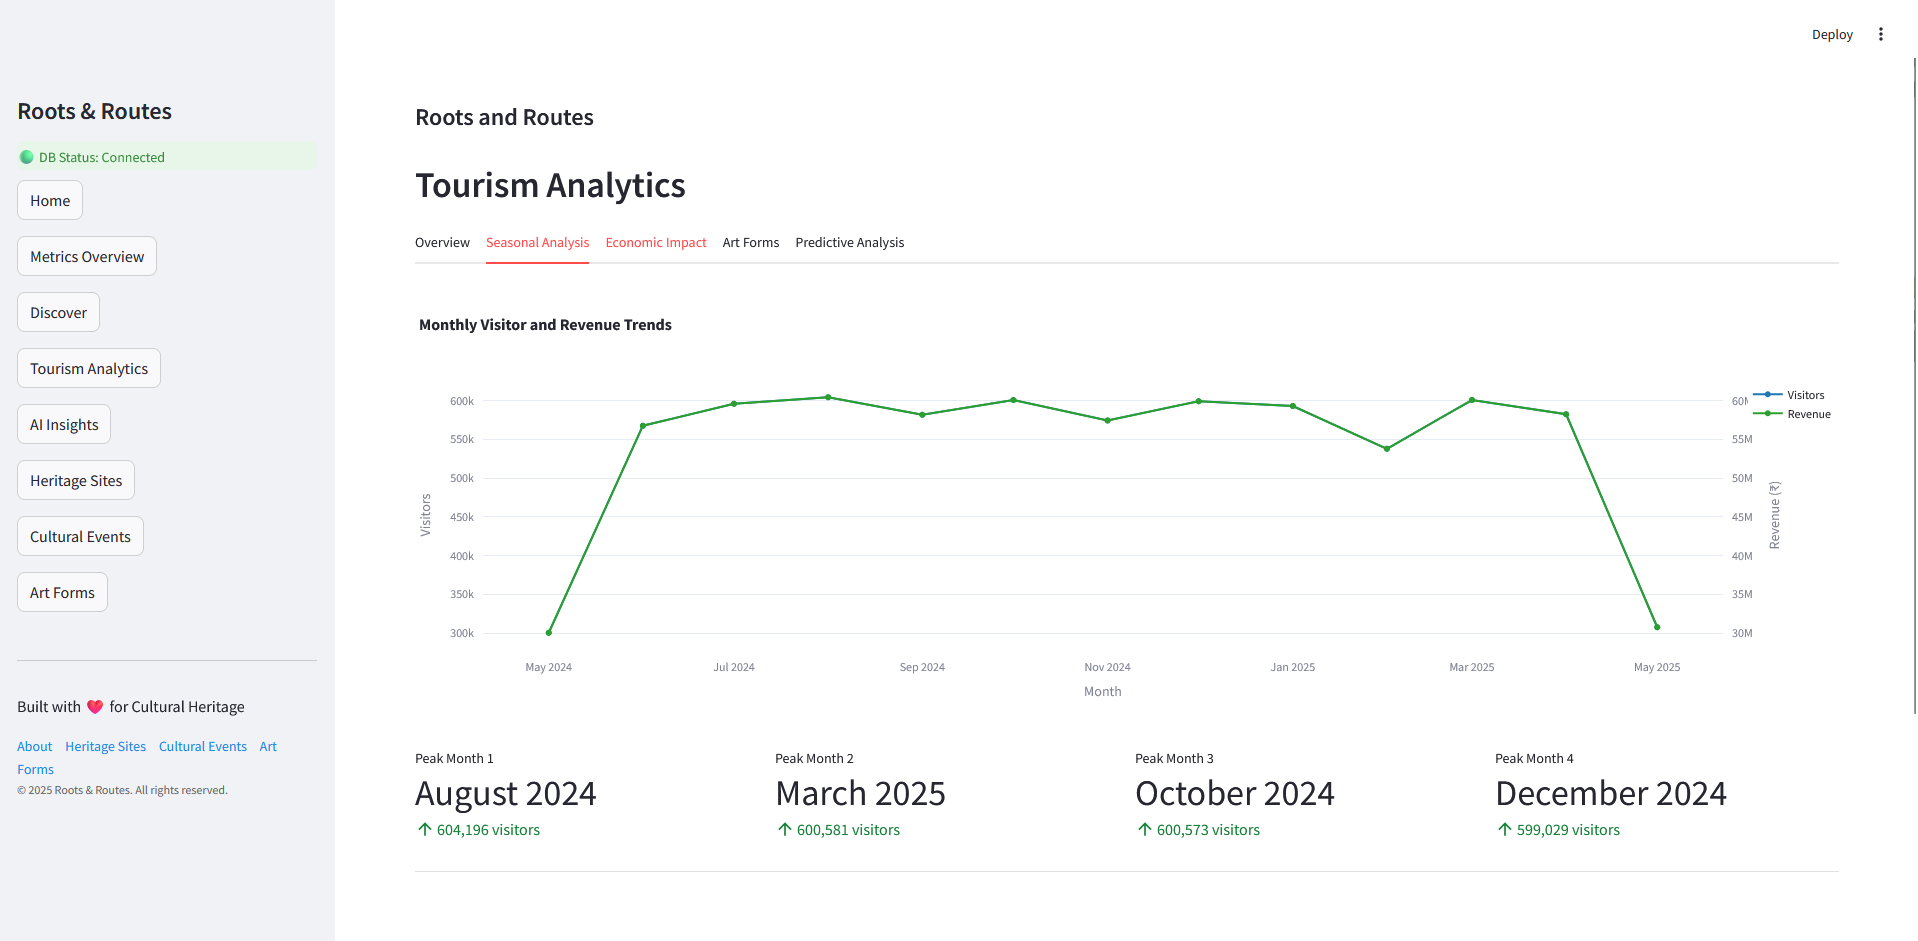 Deploy
Roots & Routes
DB Status: Connected
Home
Metrics Overview
Discover
Tourism Analytics
AI Insights
Heritage Sites
Cultural Events
Art Forms
Built with ❤️ for Cultural Heritage
About Heritage Sites Cultural Events Art
Forms
© 2025 Roots & Routes. All rights reserved.
Roots and Routes
Tourism Analytics
Overview Seasonal Analysis Economic Impact Art Forms Predictive Analysis
Monthly Visitor and Revenue Trends
Visitors
Revenue
600k
550k
500k
450k
400k
350k
300k
Visitors
60M
55M
50M
45M
40M
35M
30M
Revenue (₹)
May 2024 Jul 2024 Sep 2024 Nov 2024 Jan 2025 Mar 2025 May 2025
Month
Peak Month 1
August 2024
↑ 604,196 visitors
Peak Month 2
March 2025
↑ 600,581 visitors
Peak Month 3
October 2024
↑ 600,573 visitors
Peak Month 4
December 2024
↑ 599,029 visitors